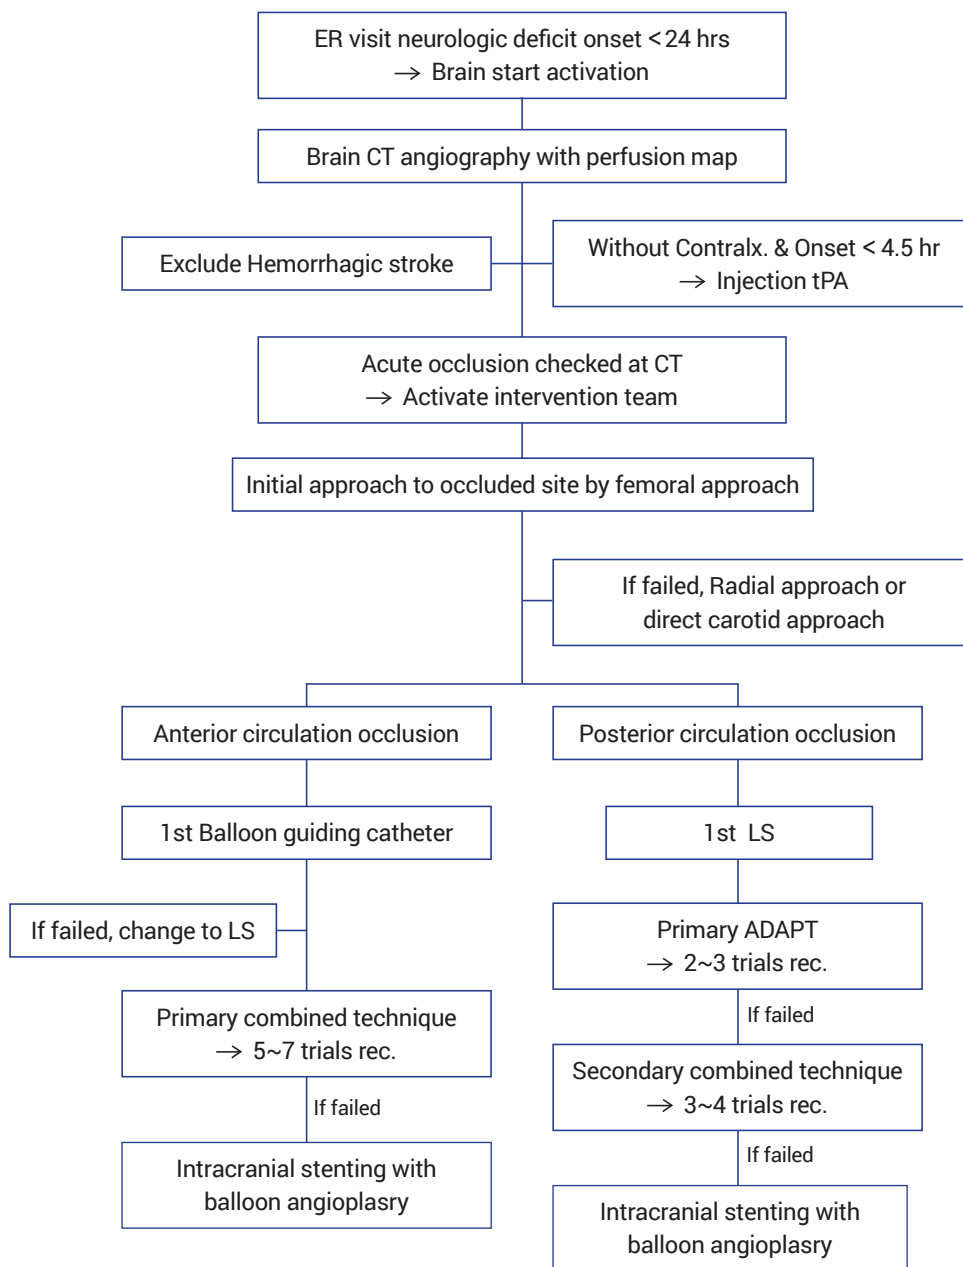 ER visit neurologic deficit onset < 24 hrs
→ Brain start activation
Brain CT angiography with perfusion map
Exclude Hemorrhagic stroke
Without Contralx. & Onset < 4.5 hr
→ Injection tPA
Acute occlusion checked at CT
→ Activate intervention team
Initial approach to occluded site by femoral approach
If failed, Radial approach or
direct carotid approach
Anterior circulation occlusion
1st Balloon guiding catheter
If failed, change to LS
Primary combined technique
→ 5~7 trials rec.
If failed
Intracranial stenting with
balloon angioplasry
Posterior circulation occlusion
1st LS
Primary ADAPT
→ 2~3 trials rec.
If failed
Secondary combined technique
→ 3~4 trials rec.
If failed
Intracranial stenting with
balloon angioplasry